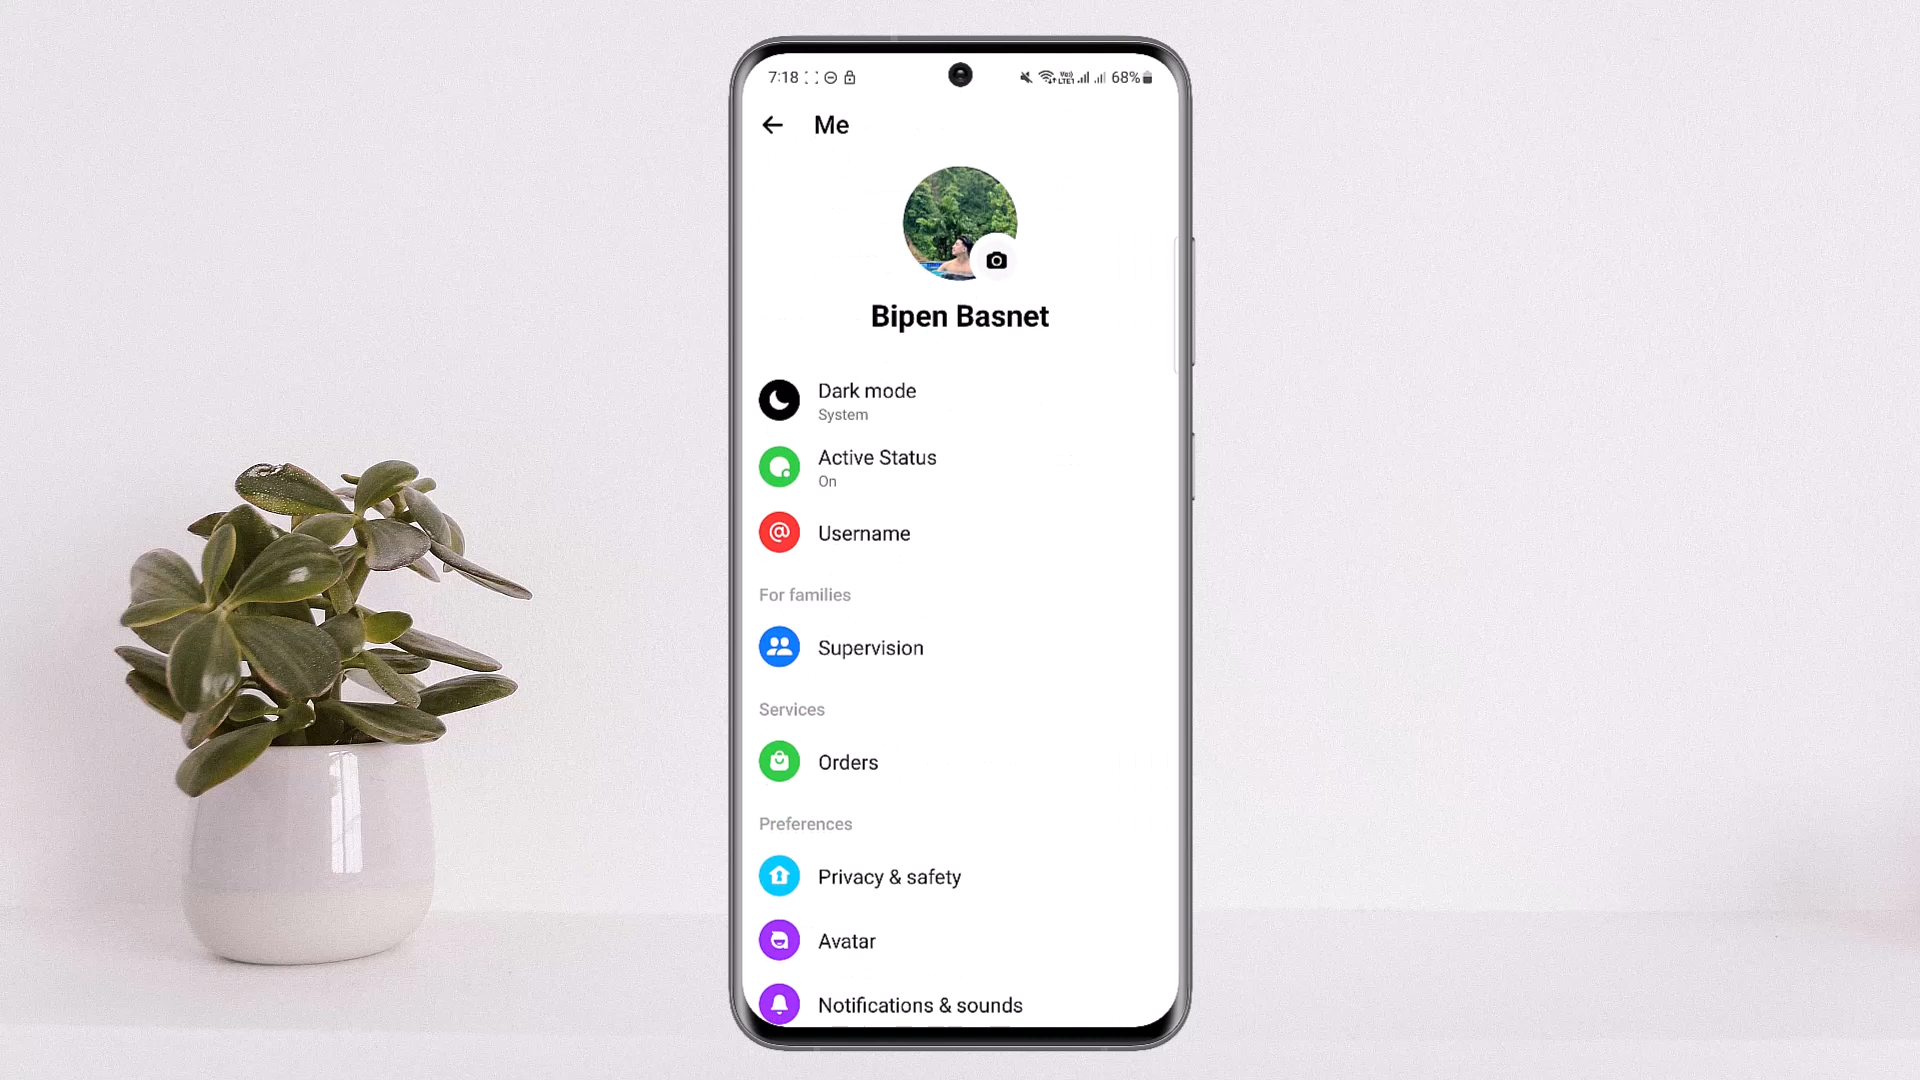 7:18
68%
Me
Bipen Basnet
Dark mode
System
Active Status
On
Username
For families
Supervision
Services
Orders
Preferences
Privacy & safety
Avatar
Notifications & sounds